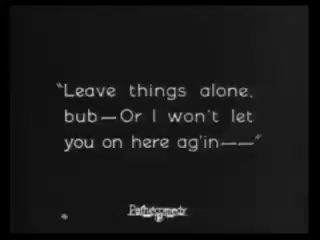 "Leave things alone,
bub—Or I won't let
you on here ag'in——"
Pathécomedy